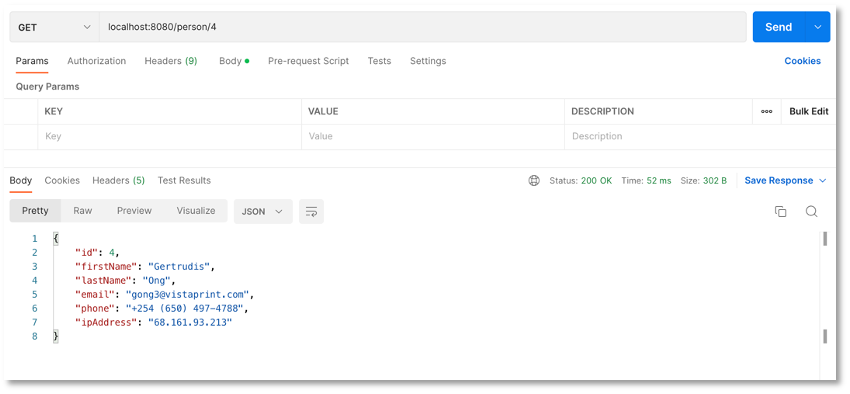 GET localhost:8080/person/4 Send
Params Authorization Headers (9) Body Pre-request Script Tests Settings Cookies
Query Params
KEY VALUE DESCRIPTION ooo Bulk Edit
Key Value Description
Body Cookies Headers (5) Test Results Status: 200 OK Time: 52 ms Size: 302 B Save Response
Pretty Raw Preview Visualize JSON
1 {
2 "id": 4,
3 "firstName": "Gertrudis",
4 "lastName": "Ong",
5 "email": "gong3@vistaprint.com",
6 "phone": "+254 (650) 497-4788",
7 "ipAddress": "68.161.93.213"
8 }